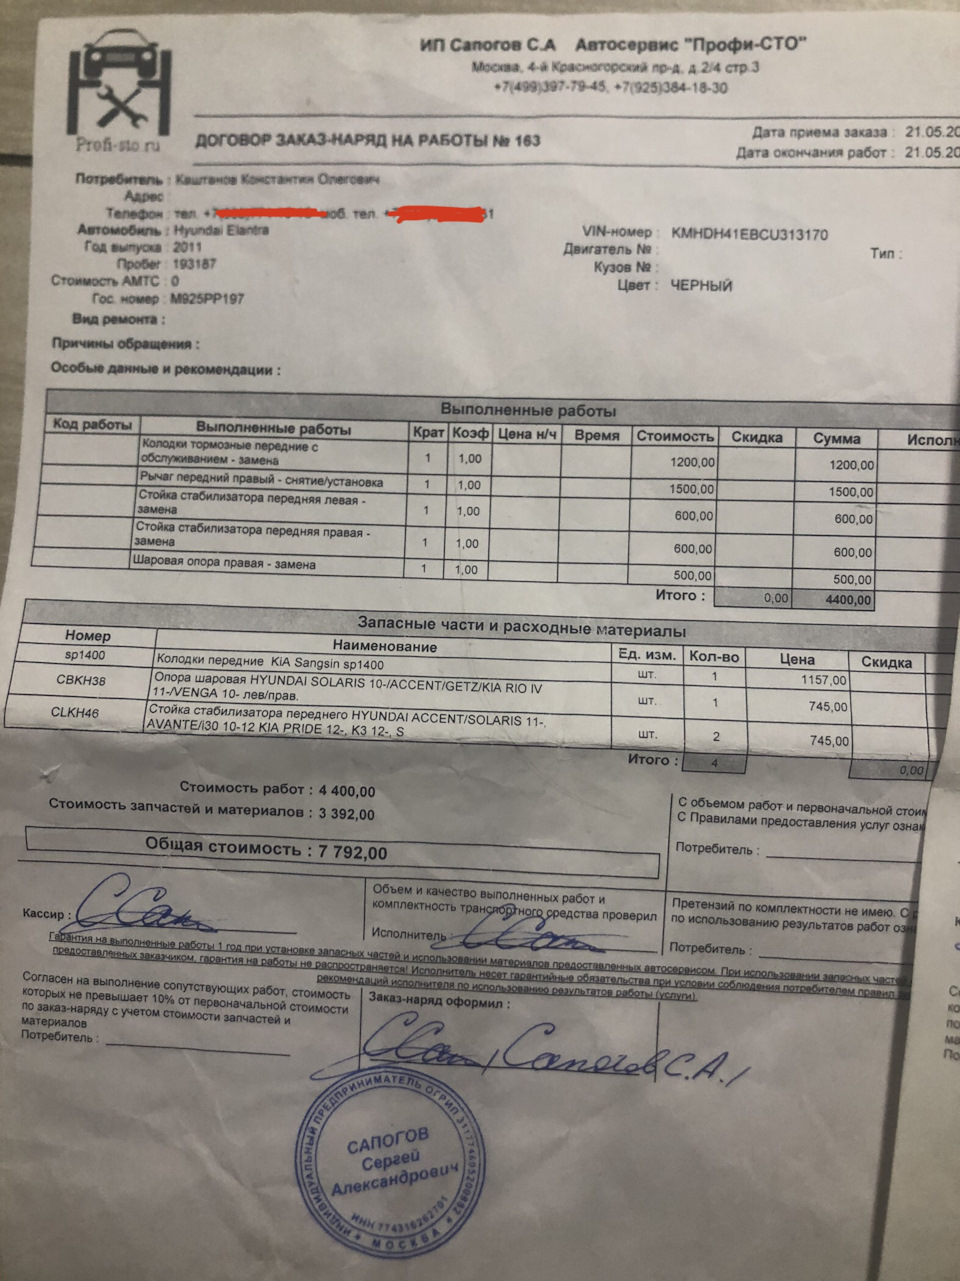 ИП Сапогов С.А Автосервис "Профи-СТО"
Москва, 4-й Красногорский пр-д, д.2/4 стр.3
+7(499)397-79-45, +7(925)384-18-30
Profi-sto.ru
ДОГОВОР ЗАКАЗ-НАРЯД НА РАБОТЫ № 163
Дата приема заказа : 21.05.20
Дата окончания работ : 21.05.20
Потребитель : Каштанов Константин Олегович
Адрес :
Телефон : тел. +7 моб. тел. + 1
Автомобиль : Hyundai Elantra
Год выпуска : 2011
Пробег : 193187
Стоимость АМТС : 0
Гос. номер : М925РР197
VIN-номер : KMHDH41EBCU313170
Двигатель № :
Тип :
Кузов № :
Цвет : ЧЕРНЫЙ
Вид ремонта :
Причины обращения :
Особые данные и рекомендации :
Выполненные работы
Код работы Выполненные работы Крат Коэф Цена н/ч Время Стоимость Скидка Сумма Исполн
Колодки тормозные передние с
обслуживанием - замена 1 1,00 1200,00 1200,00
Рычаг передний правый - снятие/установка 1 1,00 1500,00 1500,00
Стойка стабилизатора передняя левая -
замена 1 1,00 600,00 600,00
Стойка стабилизатора передняя правая -
замена 1 1,00 600,00 600,00
Шаровая опора правая - замена 1 1,00 500,00 500,00
Итого : 0,00 4400,00
Запасные части и расходные материалы
Номер Наименование Ед. изм. Кол-во Цена Скидка
sp1400 Колодки передние KIA Sangsin sp1400 шт. 1 1157,00
CBKH38 Опора шаровая HYUNDAI SOLARIS 10-/ACCENT/GETZ/KIA RIO IV
11-/VENGA 10- лев/прав. шт. 1 745,00
CLKH46 Стойка стабилизатора переднего HYUNDAI ACCENT/SOLARIS 11-.
AVANTE/i30 10-12 KIA PRIDE 12-, K3 12-, S шт. 2 745,00
Итого : 4 0,00
Стоимость работ : 4 400,00
Стоимость запчастей и материалов : 3 392,00
Общая стоимость : 7 792,00
С объемом работ и первоначальной стоим
С Правилами предоставления услуг ознак
Потребитель :
Кассир :
Объем и качество выполненных работ и
комплектность транспортного средства проверил
Исполнитель
Претензий по комплектности не имею. С
по использованию результатов работ озн
Потребитель :
Гарантия на выполненные работы 1 год при установке запасных частей и использовании материалов предоставленных автосервисом. При использовании запасных частей
предоставленных заказчиком, гарантия на работы не распространяется! Исполнитель несет гарантийные обязательства при условии соблюдения потребителем правил
рекомендаций исполнителя по использованию результатов работы (услуги).
Согласен на выполнение сопутствующих работ, стоимость
которых не превышает 10% от первоначальной стоимости
по заказ-наряду с учетом стоимости запчастей и
материалов
Потребитель :
Заказ-наряд оформил :
Сапогов С.А./
ИНДИВИДУАЛЬНЫЙ ПРЕДПРИНИМАТЕЛЬ ОГРИП
САПОГОВ
Сергей
Александрович
МОСКВА